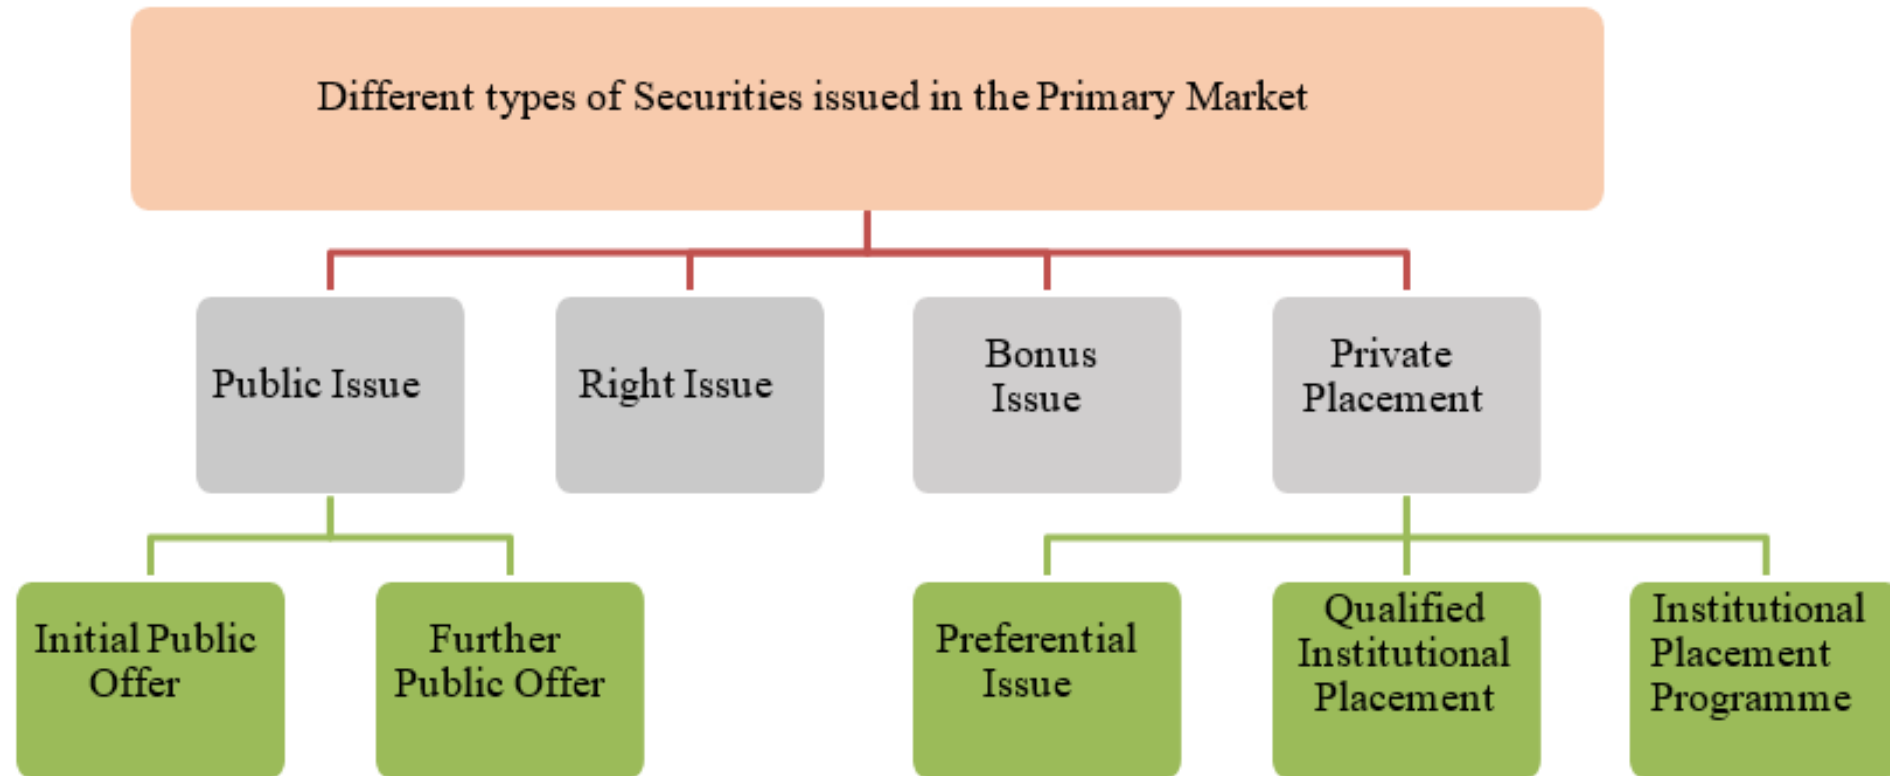 Different types of Securities issued in the Primary Market
Public Issue
Right Issue
Bonus
Issue
Private
Placement
Initial Public
Offer
Further
Public Offer
Preferential
Issue
Qualified
Institutional
Placement
Institutional
Placement
Programme